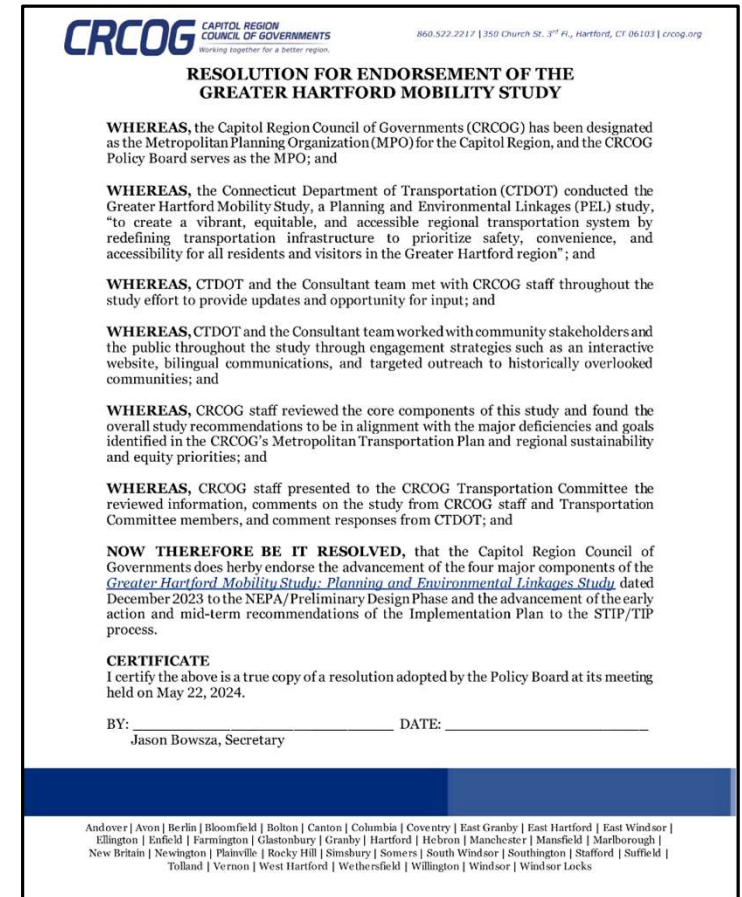 CRCOG CAPITOL REGION
COUNCIL OF GOVERNMENTS
Working together for a better region.
860.522.2217 | 350 Church St. 3rd Fl., Hartford, CT 06103 | crcog.org
RESOLUTION FOR ENDORSEMENT OF THE
GREATER HARTFORD MOBILITY STUDY
WHEREAS, the Capitol Region Council of Governments (CRCOG) has been designated
as the Metropolitan Planning Organization (MPO) for the Capitol Region, and the CRCOG
Policy Board serves as the MPO; and
WHEREAS, the Connecticut Department of Transportation (CTDOT) conducted the
Greater Hartford Mobility Study, a Planning and Environmental Linkages (PEL) study,
“to create a vibrant, equitable, and accessible regional transportation system by
redefining transportation infrastructure to prioritize safety, convenience, and
accessibility for all residents and visitors in the Greater Hartford region”; and
WHEREAS, CTDOT and the Consultant team met with CRCOG staff throughout the
study effort to provide updates and opportunity for input; and
WHEREAS, CTDOT and the Consultant team worked with community stakeholders and
the public throughout the study through engagement strategies such as an interactive
website, bilingual communications, and targeted outreach to historically overlooked
communities; and
WHEREAS, CRCOG staff reviewed the core components of this study and found the
overall study recommendations to be in alignment with the major deficiencies and goals
identified in the CRCOG’s Metropolitan Transportation Plan and regional sustainability
and equity priorities; and
WHEREAS, CRCOG staff presented to the CRCOG Transportation Committee the
reviewed information, comments on the study from CRCOG staff and Transportation
Committee members, and comment responses from CTDOT; and
NOW THEREFORE BE IT RESOLVED, that the Capitol Region Council of
Governments does herby endorse the advancement of the four major components of the
Greater Hartford Mobility Study: Planning and Environmental Linkages Study dated
December 2023 to the NEPA/Preliminary Design Phase and the advancement of the early
action and mid-term recommendations of the Implementation Plan to the STIP/TIP
process.
CERTIFICATE
I certify the above is a true copy of a resolution adopted by the Policy Board at its meeting
held on May 22, 2024.
BY: ______________________________ DATE: ________________________
Jason Bowsza, Secretary
Andover | Avon | Berlin | Bloomfield | Bolton | Canton | Columbia | Coventry | East Granby | East Hartford | East Windsor |
Ellington | Enfield | Farmington | Glastonbury | Granby | Hartford | Hebron | Manchester | Mansfield | Marlborough |
New Britain | Newington | Plainville | Rocky Hill | Simsbury | Somers | South Windsor | Southington | Stafford | Suffield |
Tolland | Vernon | West Hartford | Wethersfield | Willington | Windsor | Windsor Locks